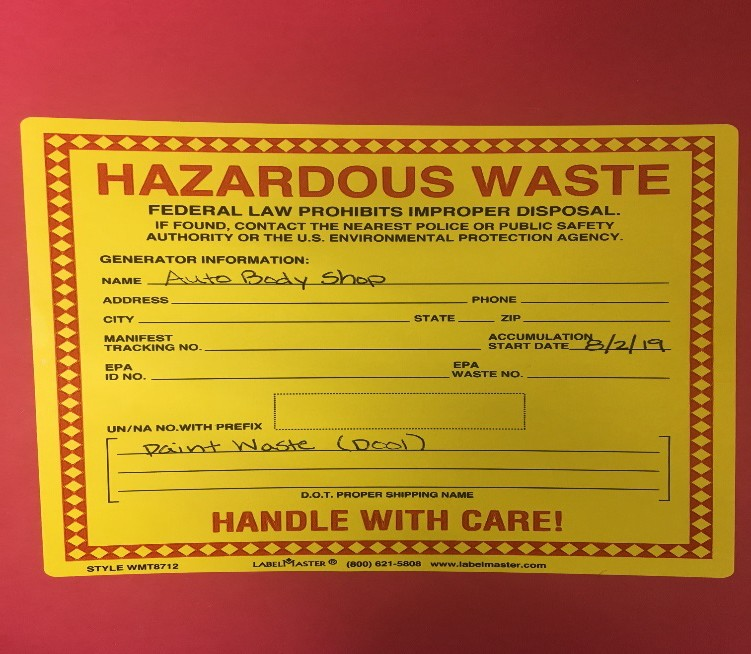 HAZARDOUS WASTE
FEDERAL LAW PROHIBITS IMPROPER DISPOSAL.
IF FOUND, CONTACT THE NEAREST POLICE OR PUBLIC SAFETY
AUTHORITY OR THE U.S. ENVIRONMENTAL PROTECTION AGENCY.
GENERATOR INFORMATION:
NAME Auto Body Shop
ADDRESS PHONE
CITY STATE ZIP
MANIFEST
TRACKING NO.
ACCUMULATION
START DATE 8/2/19
EPA
ID NO.
EPA
WASTE NO.
UN/NA NO. WITH PREFIX
Paint Waste (D001)
D.O.T. PROPER SHIPPING NAME
HANDLE WITH CARE!
STYLE WMT8712 LABELMASTER ® (800) 621-5808 www.labelmaster.com